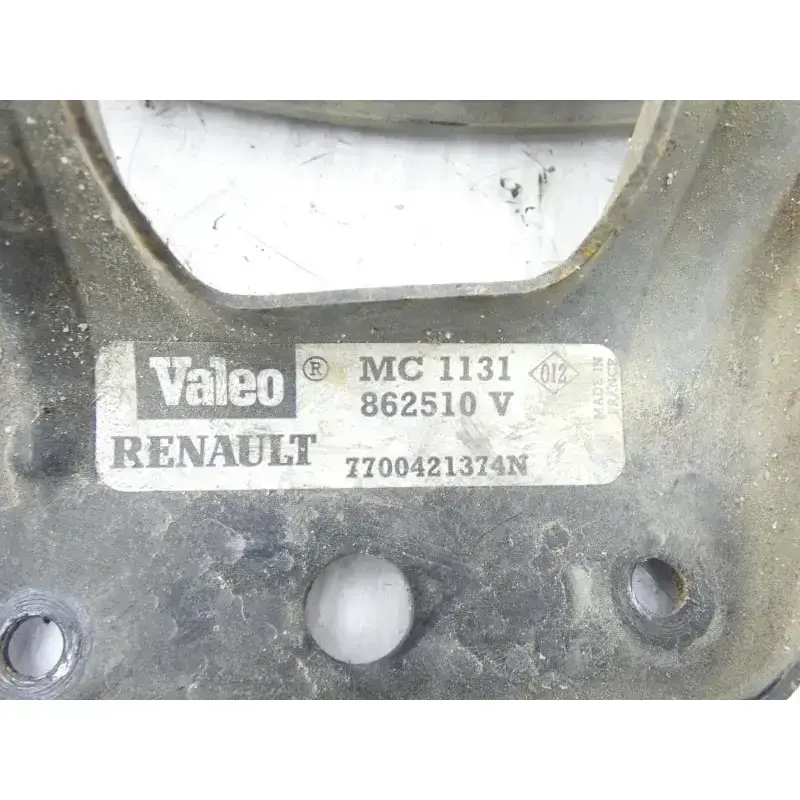 Valeo ® MC 1131 012 MADE IN FRANCE
862510 V
RENAULT 7700421374N